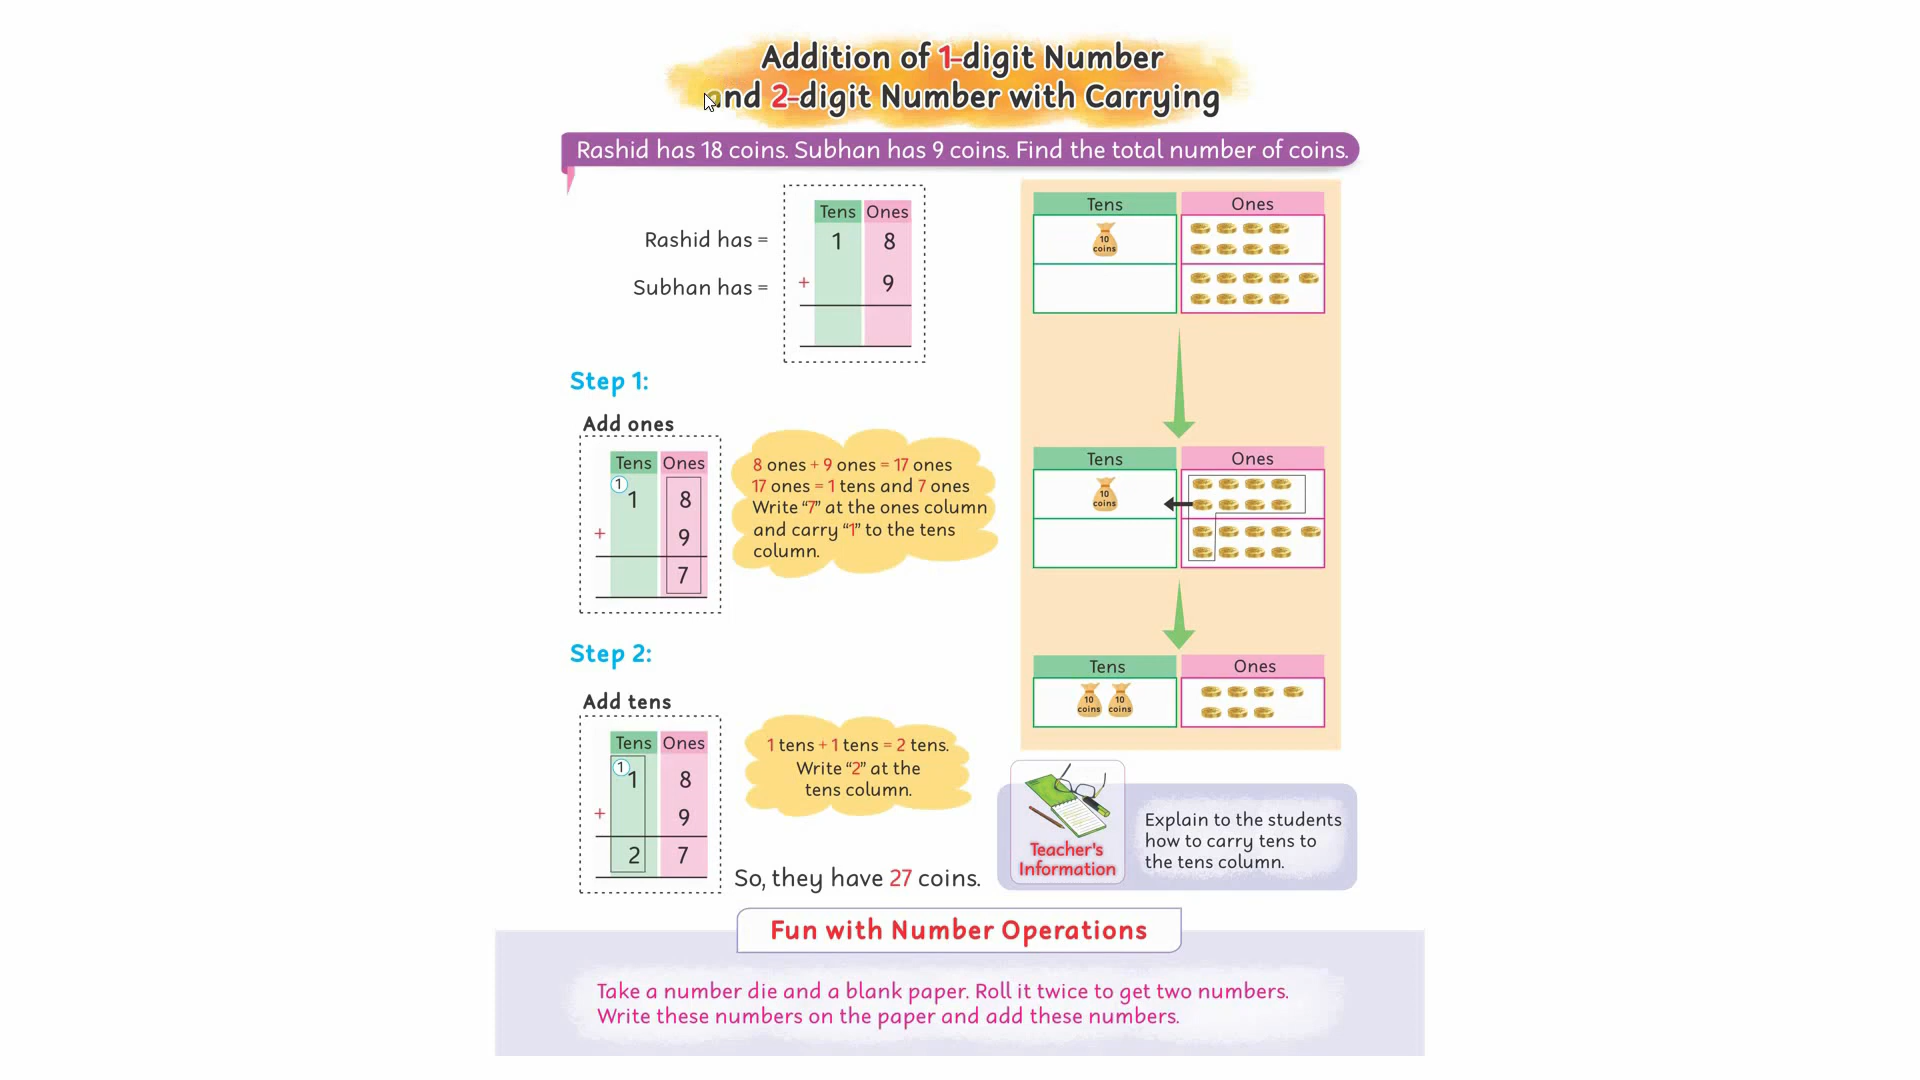 Addition of 1-digit Number
and 2-digit Number with Carrying
Rashid has 18 coins. Subhan has 9 coins. Find the total number of coins.
Tens Ones
Rashid has = 1 8
Subhan has = + 9
Tens Ones
10
coins
Step 1:
Add ones
Tens Ones
1
1 8
+ 9
7
8 ones + 9 ones = 17 ones
17 ones = 1 tens and 7 ones
Write “7” at the ones column
and carry “1” to the tens
column.
Tens Ones
10
coins
Step 2:
Add tens
Tens Ones
1
1 8
+ 9
2 7
1 tens + 1 tens = 2 tens.
Write “2” at the
tens column.
So, they have 27 coins.
Tens Ones
10 10
coins coins
Teacher's
Information
Explain to the students
how to carry tens to
the tens column.
Fun with Number Operations
Take a number die and a blank paper. Roll it twice to get two numbers.
Write these numbers on the paper and add these numbers.